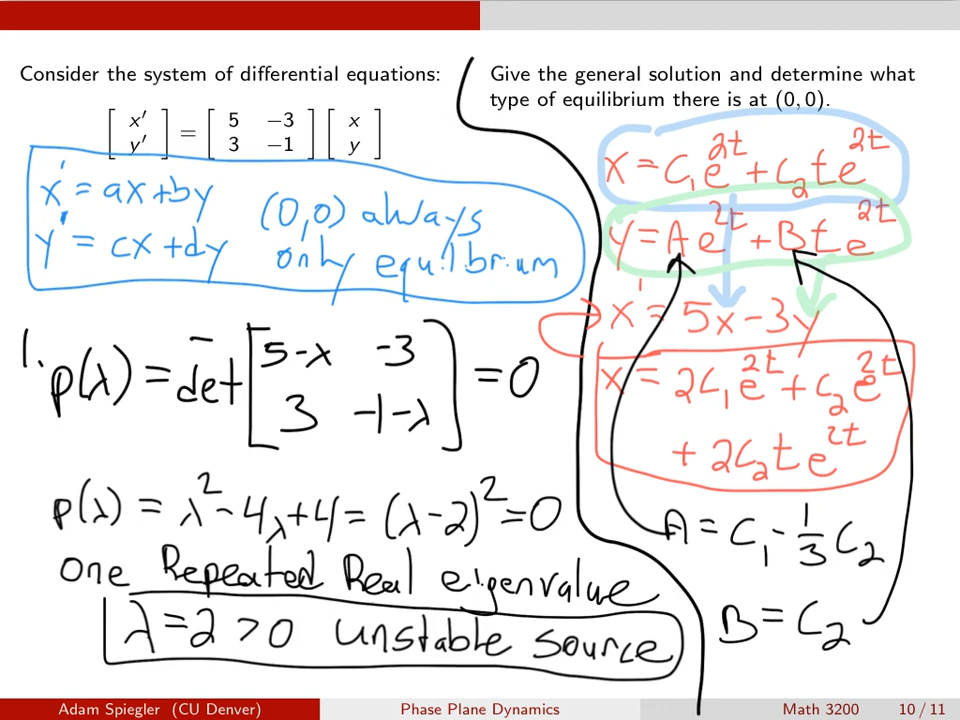 Consider the system of differential equations:
[ x′ ] = [ 5 −3 ] [ x ]
[ y′ ] [ 3 −1 ] [ y ]
x' = ax+by (0,0) always
y' = cx+dy only equilibrium
1. p(λ) = det [ 5-λ -3 ] = 0
[ 3 -1-λ ]
p(λ) = λ² - 4λ + 4 = (λ-2)² = 0
one Repeated Real eigenvalue
λ = 2 > 0 unstable source
Give the general solution and determine what
type of equilibrium there is at (0, 0).
x = C₁e^2t + C₂te^2t
y = Ae^2t + Bte^2t
x' = 5x-3y
x' = 2C₁e^2t + C₂e^2t
+ 2C₂te^2t
A = C₁ - 1/3 C₂
B = C₂
Adam Spiegler (CU Denver) Phase Plane Dynamics Math 3200 10 / 11